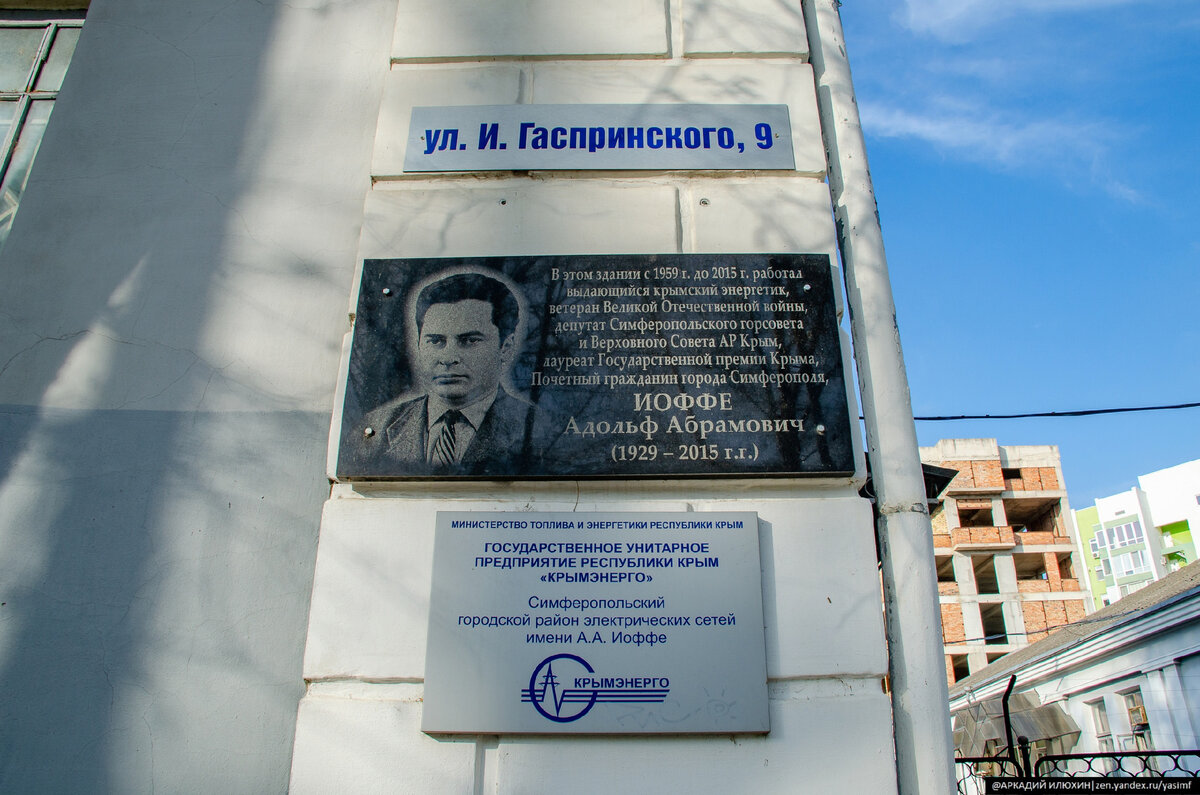 ул. И. Гаспринского, 9
В этом здании с 1959 г. до 2015 г. работал
выдающийся крымский энергетик,
ветеран Великой Отечественной войны,
депутат Симферопольского горсовета
и Верховного Совета АР Крым,
лауреат Государственной премии Крыма,
Почетный гражданин города Симферополя,
ИОФФЕ
Адольф Абрамович
(1929 – 2015 г.г.)
МИНИСТЕРСТВО ТОПЛИВА И ЭНЕРГЕТИКИ РЕСПУБЛИКИ КРЫМ
ГОСУДАРСТВЕННОЕ УНИТАРНОЕ
ПРЕДПРИЯТИЕ РЕСПУБЛИКИ КРЫМ
«КРЫМЭНЕРГО»
Симферопольский
городской район электрических сетей
имени А.А. Иоффе
КРЫМЭНЕРГО
@АРКАДИЙ ИЛЮХИН|zen.yandex.ru/yasimf